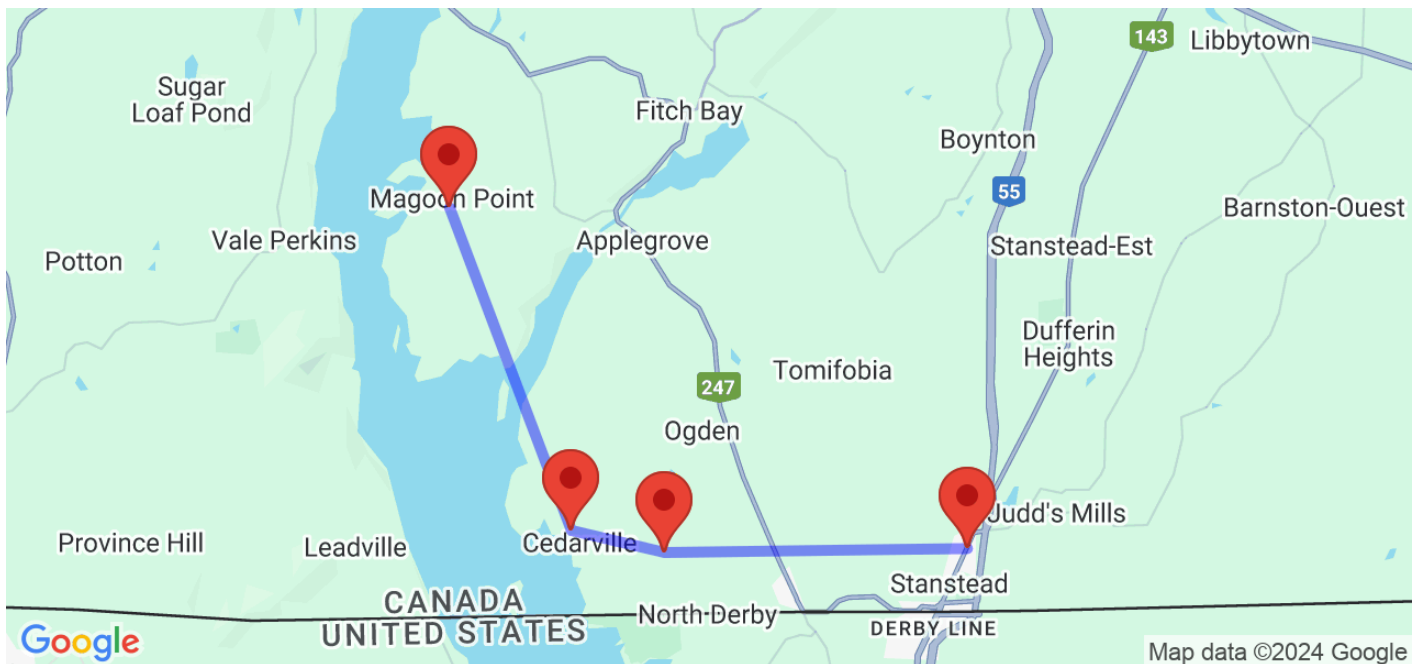 143
Libbytown
Sugar
Loaf Pond
Fitch Bay
Boynton
55
Magoon Point
Barnston-Ouest
Vale Perkins
Applegrove
Stanstead-Est
Potton
Dufferin
Heights
Tomifobia
247
Ogden
Judd's Mills
Province Hill
Leadville
Cedarville
Stanstead
CANADA
UNITED STATES
North-Derby
DERBY LINE
Google
Map data ©2024 Google